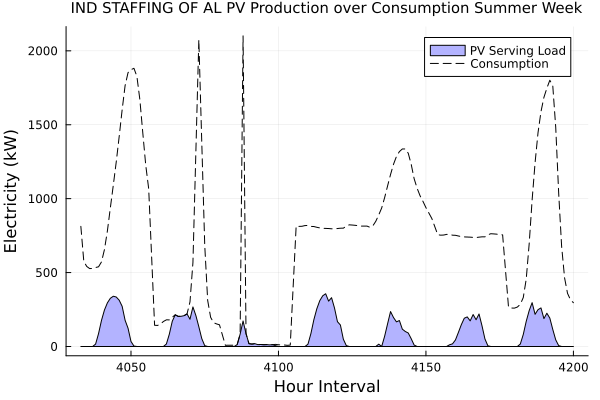 IND STAFFING OF AL PV Production over Consumption Summer Week
PV Serving Load
Consumption
Electricity (kW)
2000
1500
1000
500
0
4050
4100
4150
4200
Hour Interval